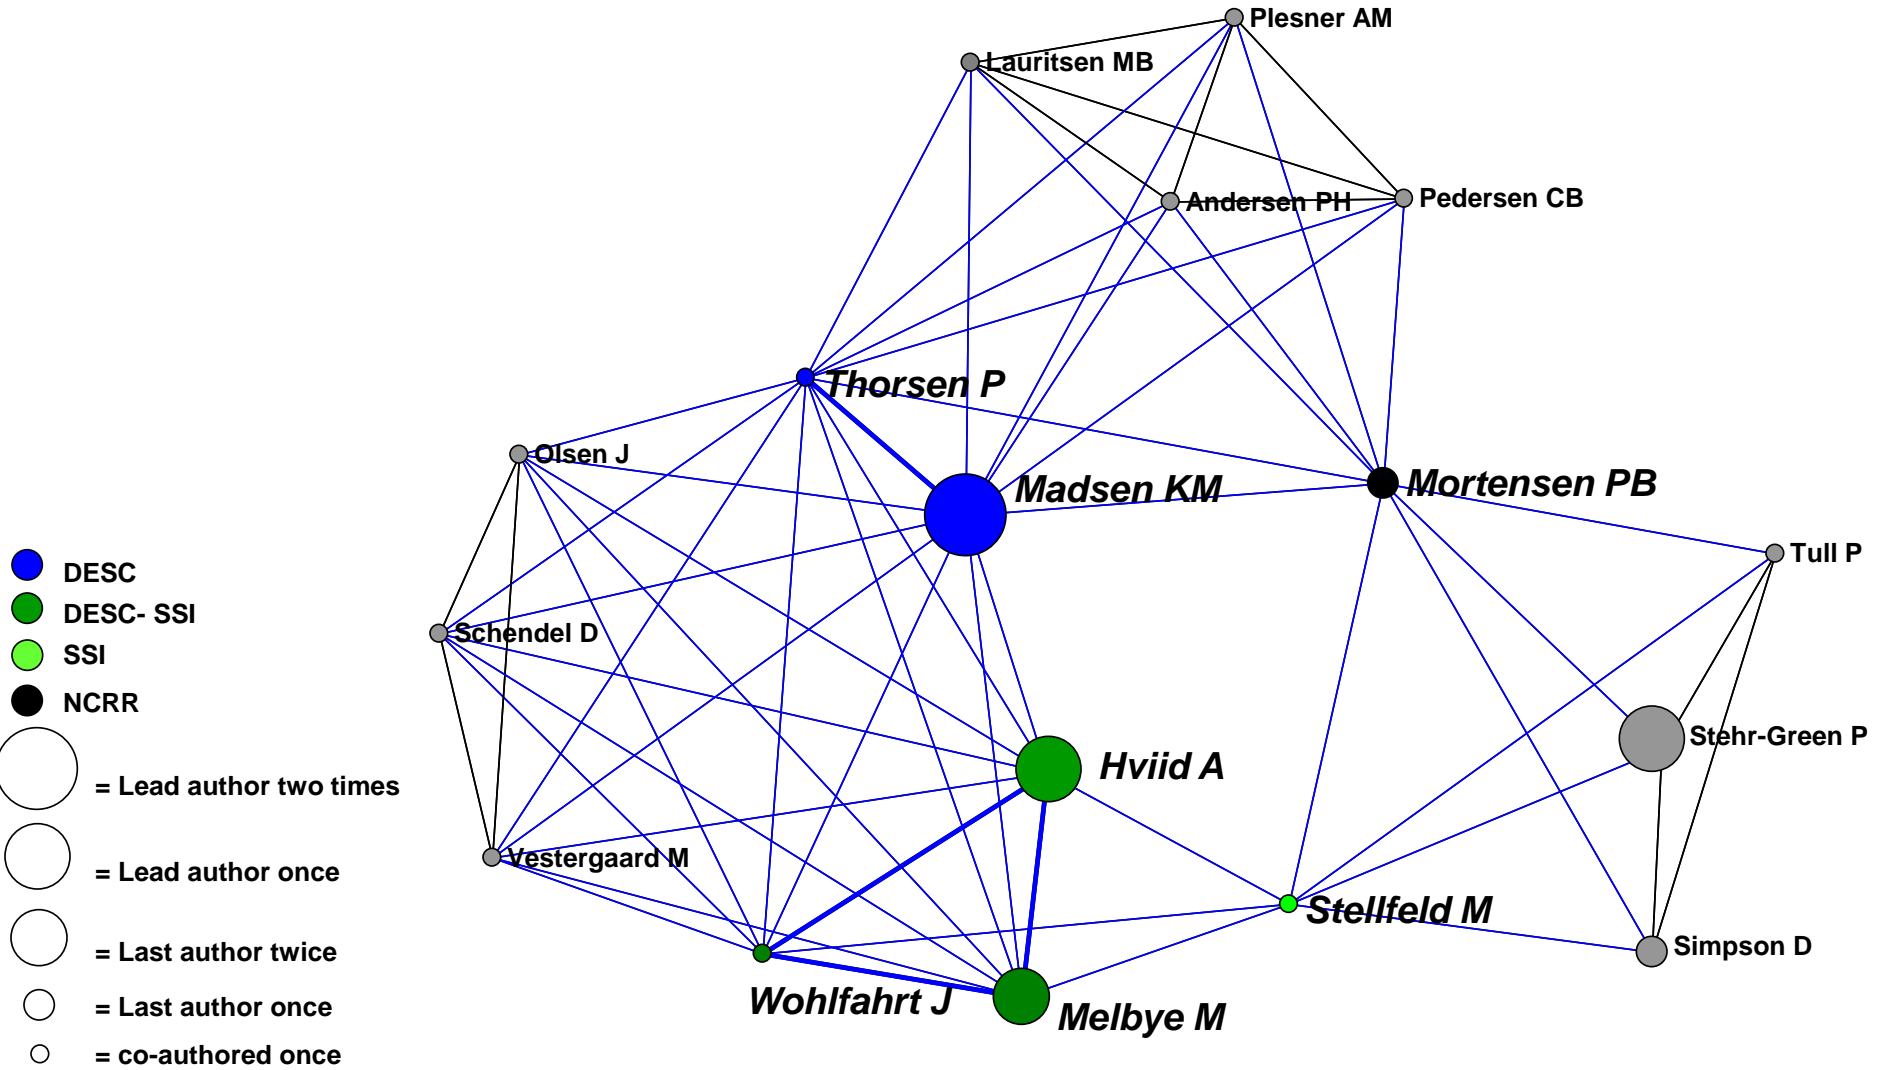 Plesner AM
Lauritsen MB
Andersen PH
Pedersen CB
Thorsen P
Olsen J
Madsen KM
Mortensen PB
Tull P
DESC
DESC- SSI
SSI
NCRR
Schendel D
Stehr-Green P
Hviid A
= Lead author two times
= Lead author once
Vestergaard M
Stellfeld M
= Last author twice
Simpson D
Wohlfahrt J
Melbye M
= Last author once
= co-authored once